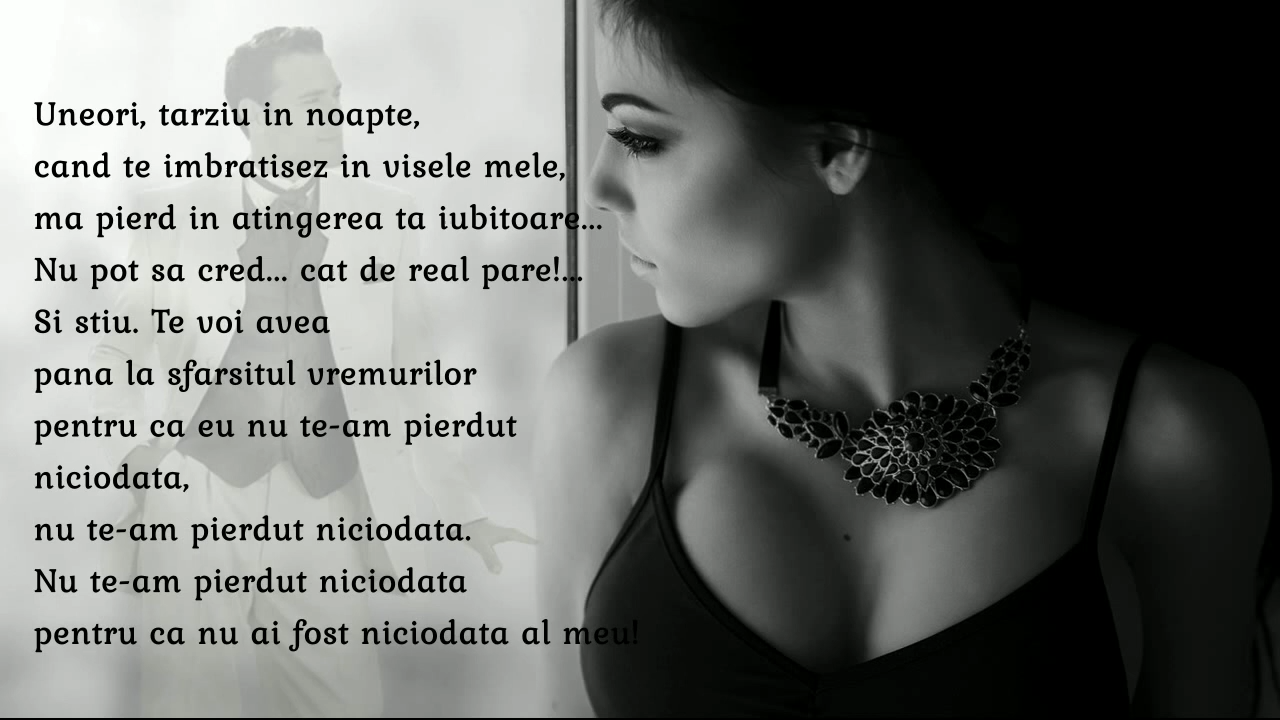 Uneori, tarziu in noapte,
cand te imbratisez in visele mele,
ma pierd in atingerea ta iubitoare...
Nu pot sa cred... cat de real pare!...
Si stiu. Te voi avea
pana la sfarsitul vremurilor
pentru ca eu nu te-am pierdut
niciodata,
nu te-am pierdut niciodata.
Nu te-am pierdut niciodata
pentru ca nu ai fost niciodata al meu!